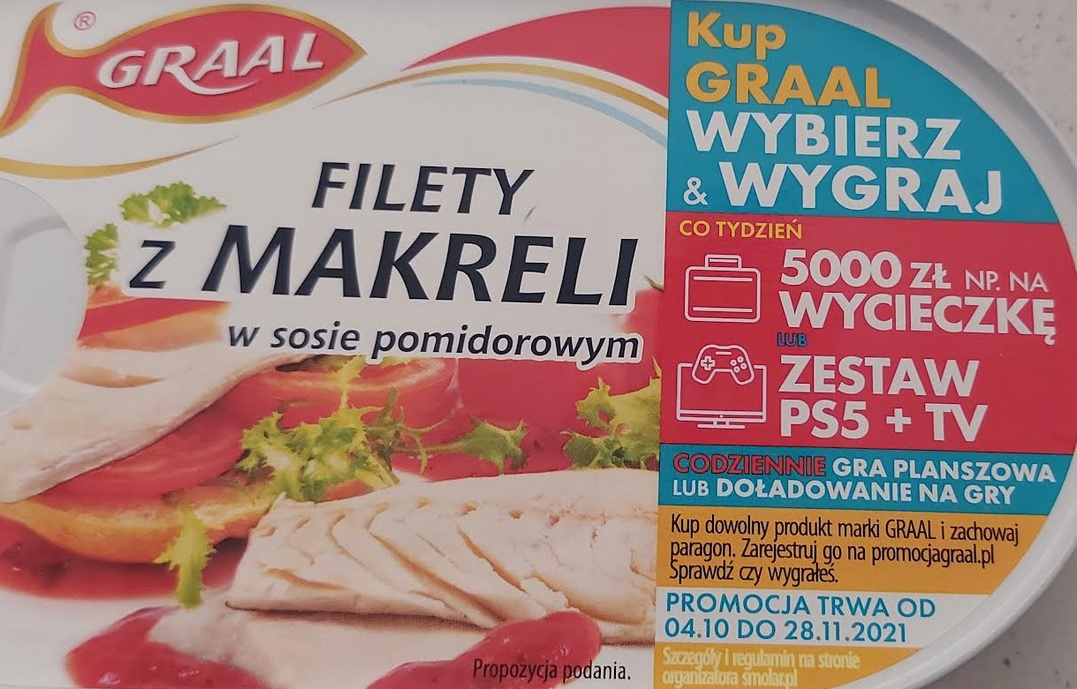 ®
GRAAL
FILETY
z MAKRELI
w sosie pomidorowym
Propozycja podania.
Kup
GRAAL
WYBIERZ
& WYGRAJ
CO TYDZIEŃ
5000 ZŁ NP. NA
WYCIECZKĘ
LUB
ZESTAW
PS5 + TV
CODZIENNIE GRA PLANSZOWA
LUB DOŁADOWANIE NA GRY
Kup dowolny produkt marki GRAAL i zachowaj
paragon. Zarejestruj go na promocjagraal.pl
Sprawdź czy wygrałeś.
PROMOCJA TRWA OD
04.10 DO 28.11.2021
Szczegóły i regulamin na stronie
organizatora smolar.pl